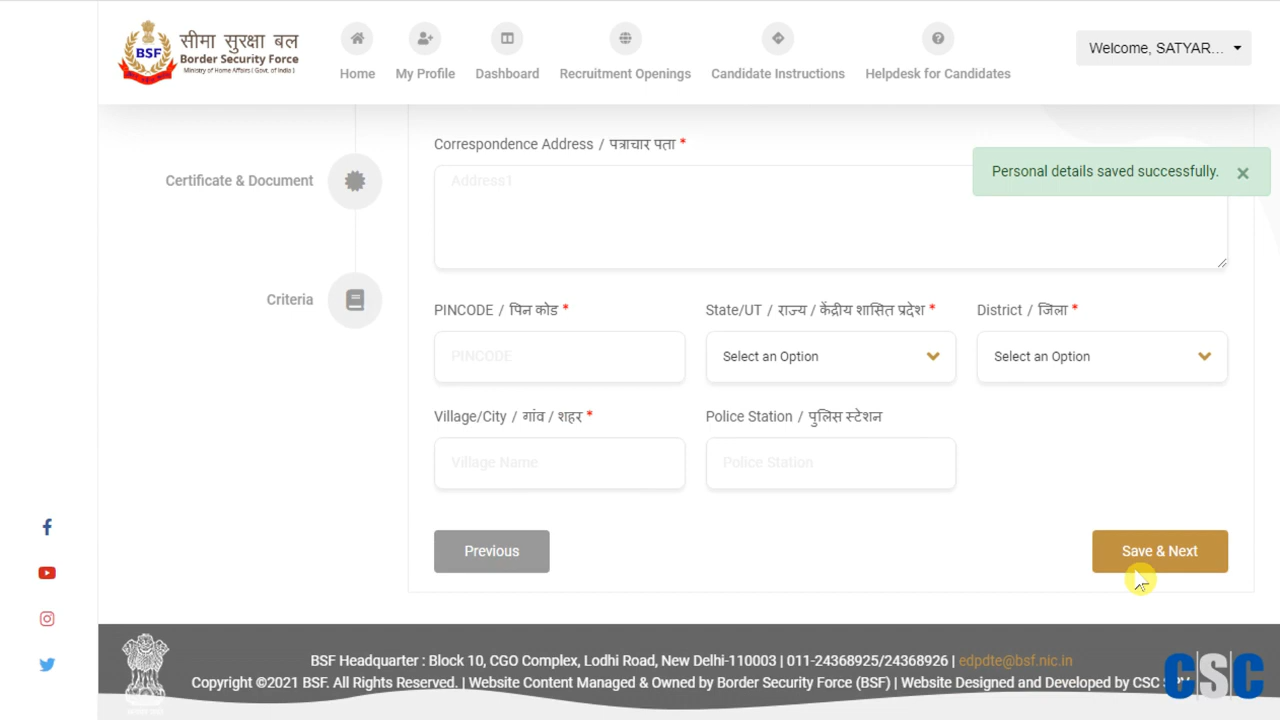 BSF
सीमा सुरक्षा बल
Border Security Force
Ministry of Home Affairs ( Govt. of India )
Home
My Profile
Dashboard
Recruitment Openings
Candidate Instructions
Helpdesk for Candidates
Welcome, SATYAR...
Correspondence Address / पत्राचार पता *
Address1
Personal details saved successfully. ×
Certificate & Document
Criteria
PINCODE / पिन कोड *
State/UT / राज्य / केंद्रीय शासित प्रदेश *
District / जिला *
PINCODE
Select an Option
Select an Option
Village/City / गांव / शहर *
Police Station / पुलिस स्टेशन
Village Name
Police Station
Previous
Save & Next
BSF Headquarter : Block 10, CGO Complex, Lodhi Road, New Delhi-110003 | 011-24368925/24368926 | edpdte@bsf.nic.in
Copyright ©2021 BSF. All Rights Reserved. | Website Content Managed & Owned by Border Security Force (BSF) | Website Designed and Developed by CSC
CSC